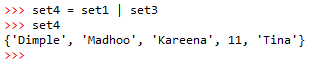 >>> set4 = set1 | set3
>>> set4
{'Dimple', 'Madhoo', 'Kareena', 11, 'Tina'}
>>>